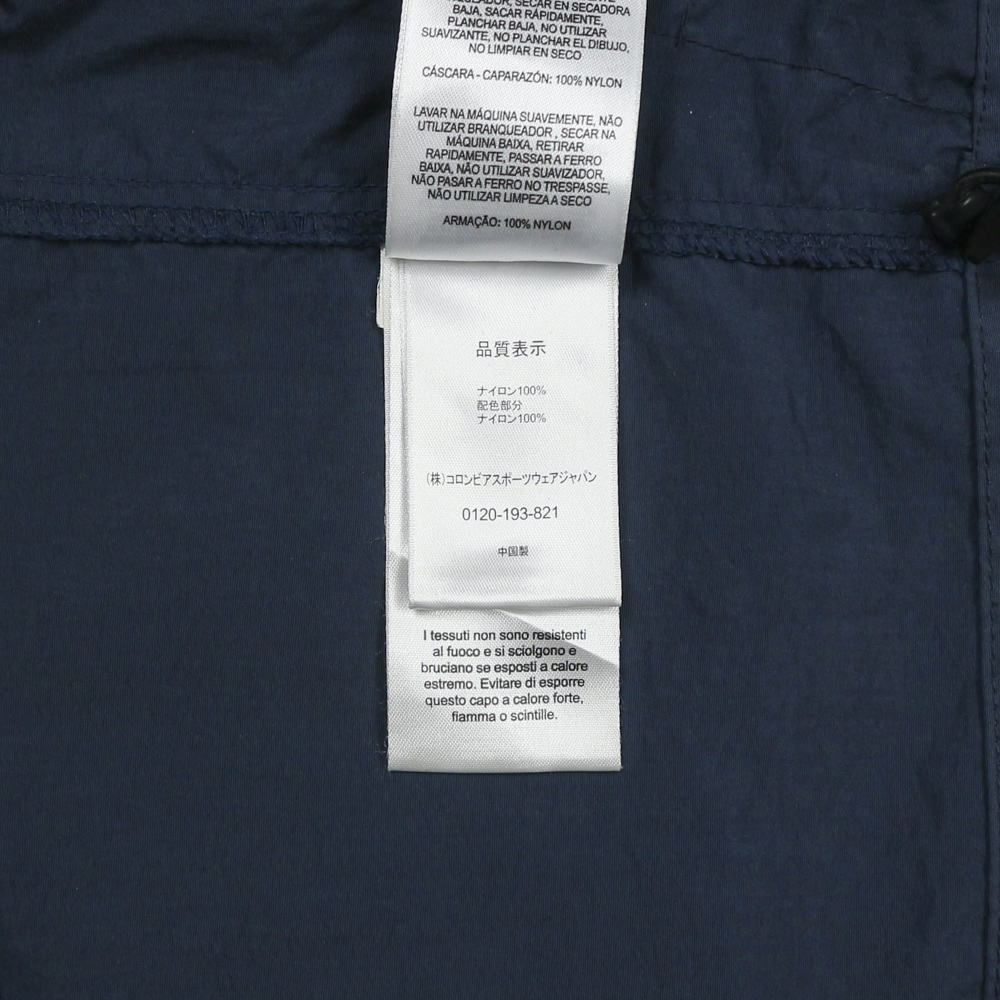 SECAR EN SECADORA
BAJA, SACAR RÁPIDAMENTE,
PLANCHAR BAJA, NO UTILIZAR
SUAVIZANTE, NO PLANCHAR EL DIBUJO,
NO LIMPIAR EN SECO
CÁSCARA - CAPARAZÓN: 100% NYLON
LAVAR NA MÁQUINA SUAVEMENTE, NÃO
UTILIZAR BRANQUEADOR , SECAR NA
MÁQUINA BAIXA, RETIRAR
RAPIDAMENTE, PASSAR A FERRO
BAIXA, NÃO UTILIZAR SUAVIZADOR,
NÃO PASAR A FERRO NO TRESPASSE,
NÃO UTILIZAR LIMPEZA A SECO
ARMAÇÃO: 100% NYLON
品質表示
ナイロン100%
配色部分
ナイロン100%
(株)コロンビアスポーツウェアジャパン
0120-193-821
中国製
I tessuti non sono resistenti
al fuoco e si sciolgono e
bruciano se esposti a calore
estremo. Evitare di esporre
questo capo a calore forte,
fiamma o scintille.